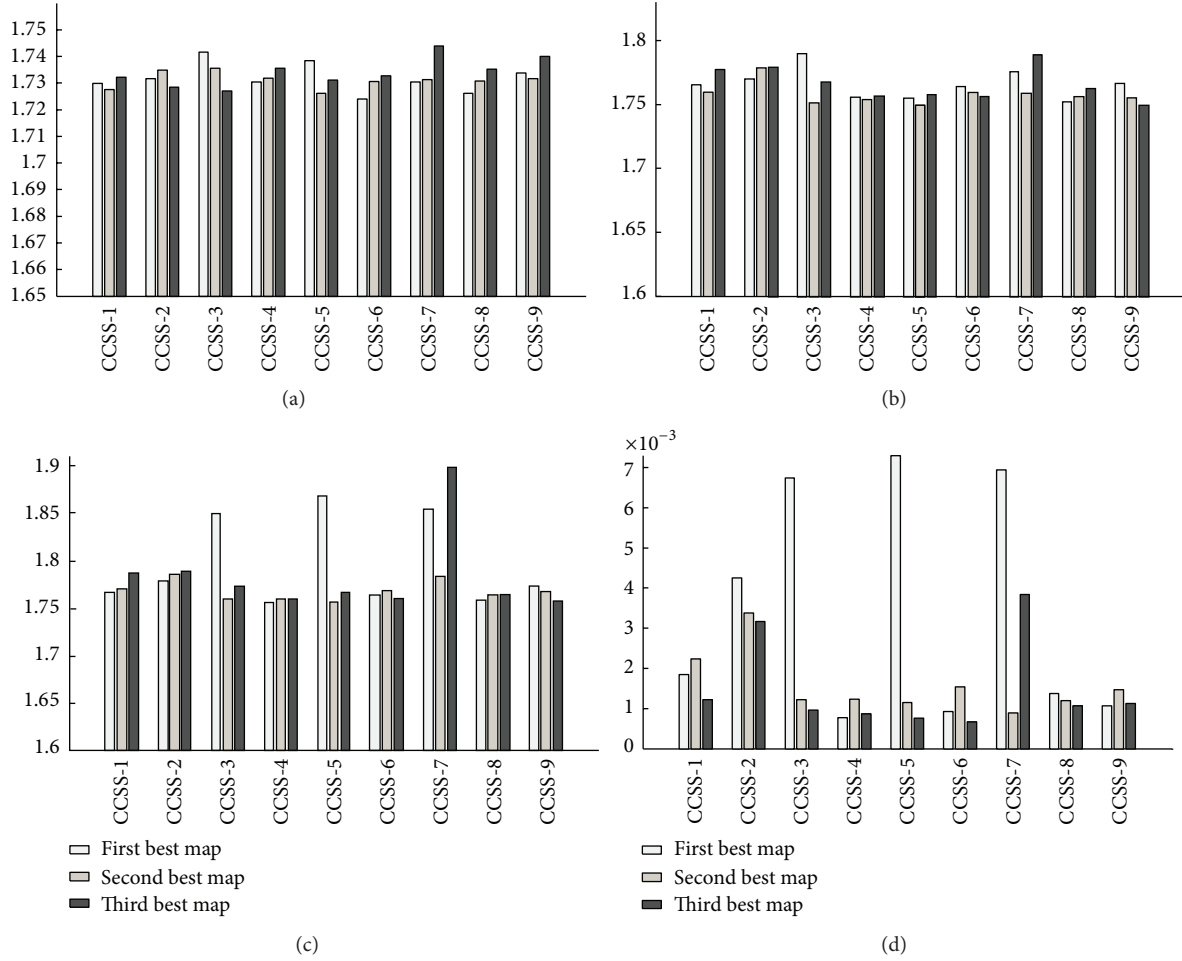 1.75
1.74
1.73
1.72
1.71
1.7
1.69
1.68
1.67
1.66
1.65
CCSS-1
CCSS-2
CCSS-3
CCSS-4
CCSS-5
CCSS-6
CCSS-7
CCSS-8
CCSS-9
(a)
1.8
1.75
1.7
1.65
1.6
CCSS-1
CCSS-2
CCSS-3
CCSS-4
CCSS-5
CCSS-6
CCSS-7
CCSS-8
CCSS-9
(b)
1.9
1.85
1.8
1.75
1.7
1.65
1.6
CCSS-1
CCSS-2
CCSS-3
CCSS-4
CCSS-5
CCSS-6
CCSS-7
CCSS-8
CCSS-9
First best map
Second best map
Third best map
(c)
×10⁻³
7
6
5
4
3
2
1
0
CCSS-1
CCSS-2
CCSS-3
CCSS-4
CCSS-5
CCSS-6
CCSS-7
CCSS-8
CCSS-9
First best map
Second best map
Third best map
(d)